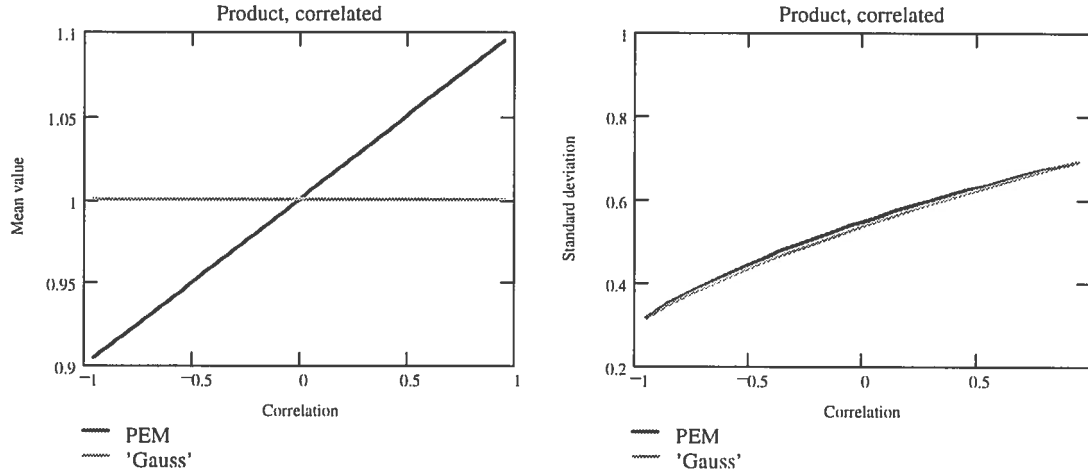 Product, correlated
1.1
1.05
1
0.95
0.9
Mean value
−1
−0.5
0
0.5
1
Correlation
PEM
'Gauss'
Product, correlated
1
0.8
0.6
0.4
0.2
Standard deviation
−1
−0.5
0
0.5
Correlation
PEM
'Gauss'